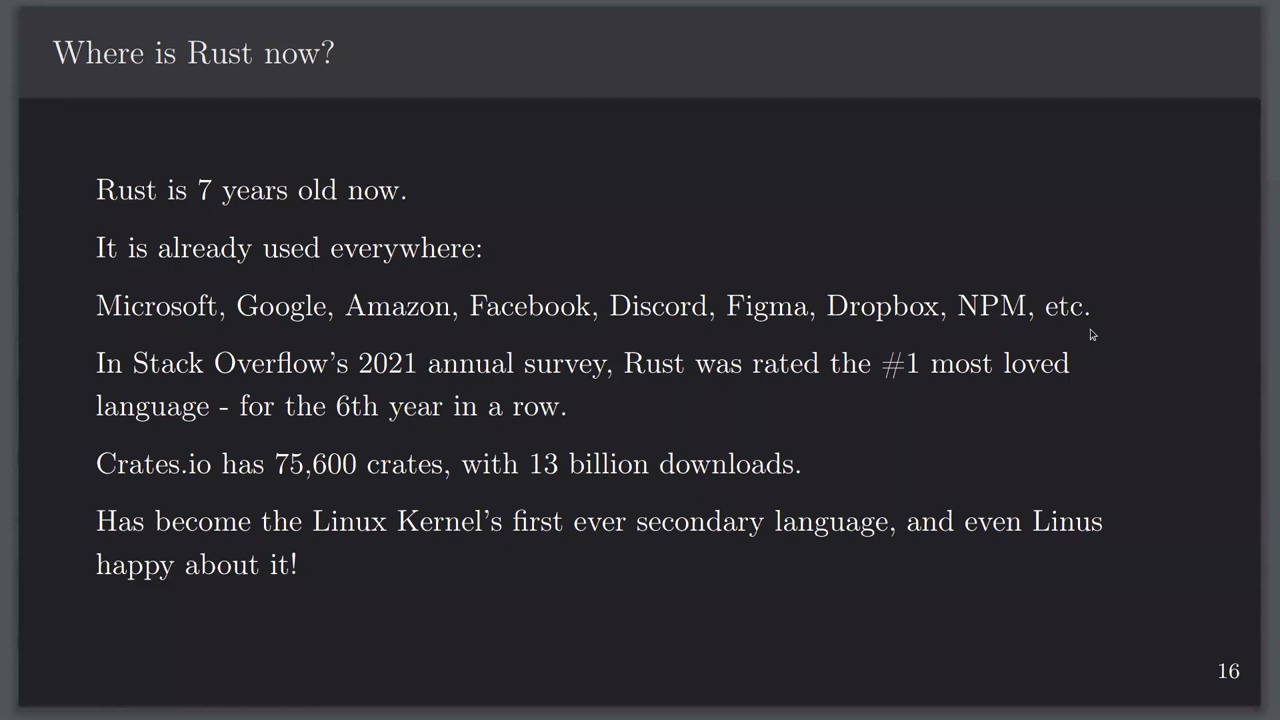 Where is Rust now?
Rust is 7 years old now.
It is already used everywhere:
Microsoft, Google, Amazon, Facebook, Discord, Figma, Dropbox, NPM, etc.
In Stack Overflow's 2021 annual survey, Rust was rated the #1 most loved
language - for the 6th year in a row.
Crates.io has 75,600 crates, with 13 billion downloads.
Has become the Linux Kernel's first ever secondary language, and even Linus
happy about it!
16